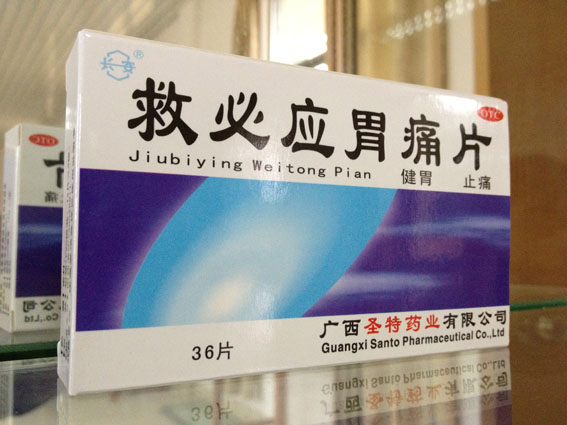 长安®
OTC
救必应胃痛片
Jiubiying Weitong Pian
健胃 止痛
36片
广西圣特药业有限公司
Guangxi Santo Pharmaceutical Co.,Ltd